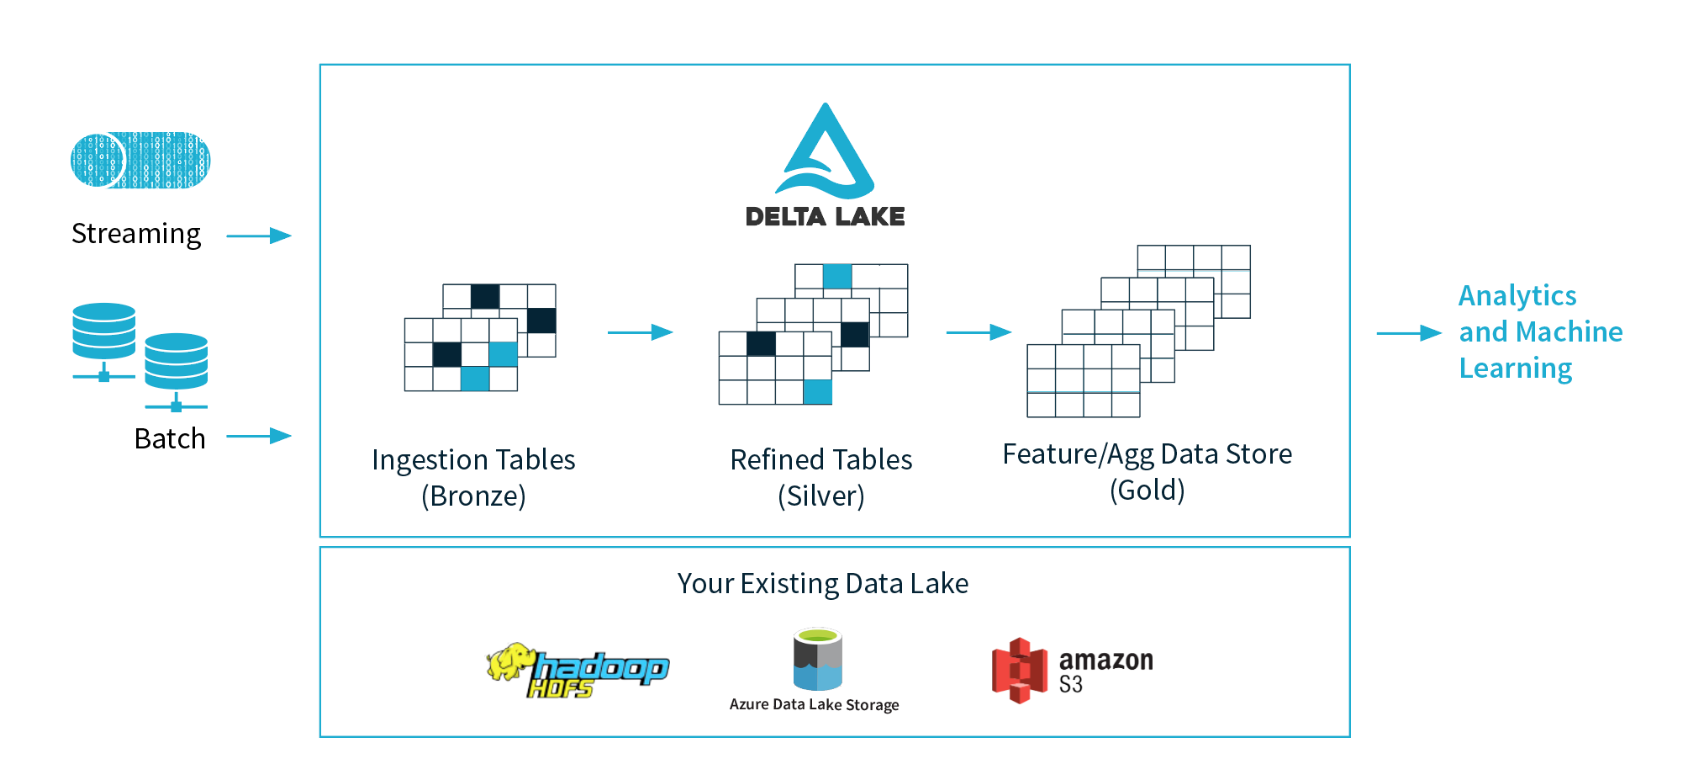 DELTA LAKE
Streaming
Batch
Ingestion Tables
(Bronze)
Refined Tables
(Silver)
Feature/Agg Data Store
(Gold)
Analytics
and Machine
Learning
Your Existing Data Lake
hadoop
HDFS
Azure Data Lake Storage
amazon
S3